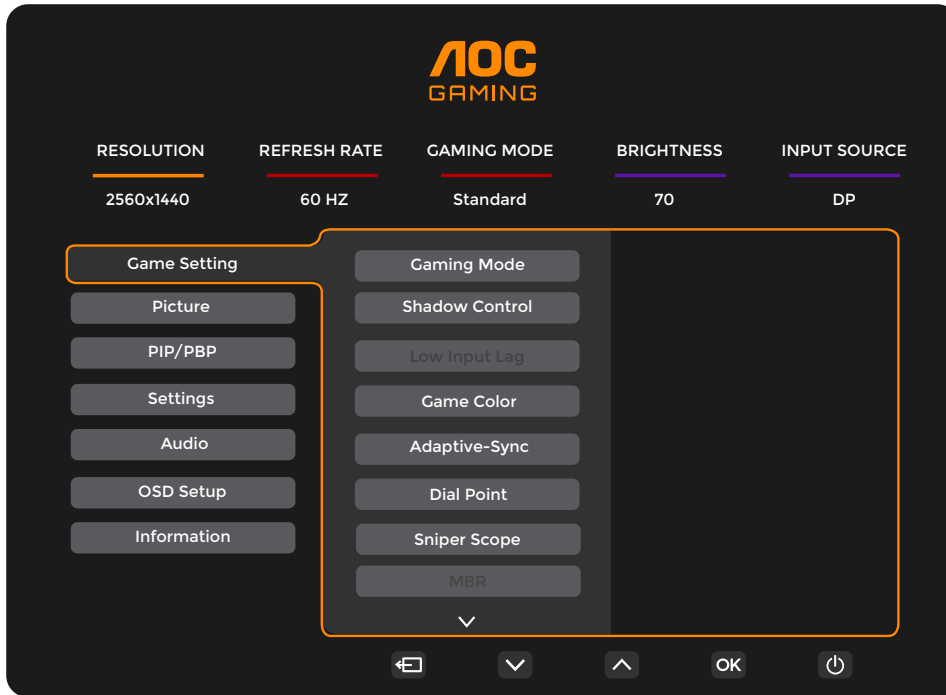 AOC
GAMING
RESOLUTION REFRESH RATE GAMING MODE BRIGHTNESS INPUT SOURCE
2560x1440 60 HZ Standard 70 DP
Game Setting
Picture
PIP/PBP
Settings
Audio
OSD Setup
Information
Gaming Mode
Shadow Control
Low Input Lag
Game Color
Adaptive-Sync
Dial Point
Sniper Scope
MBR
OK